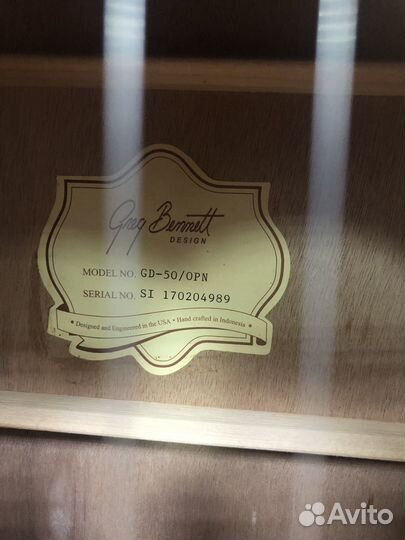 Greg Bennett
DESIGN
MODEL NO. GD-50/OPN
SERIAL NO. SI 170204989
• Designed and Engineered in the USA • Hand crafted in Indonesia •
Avito